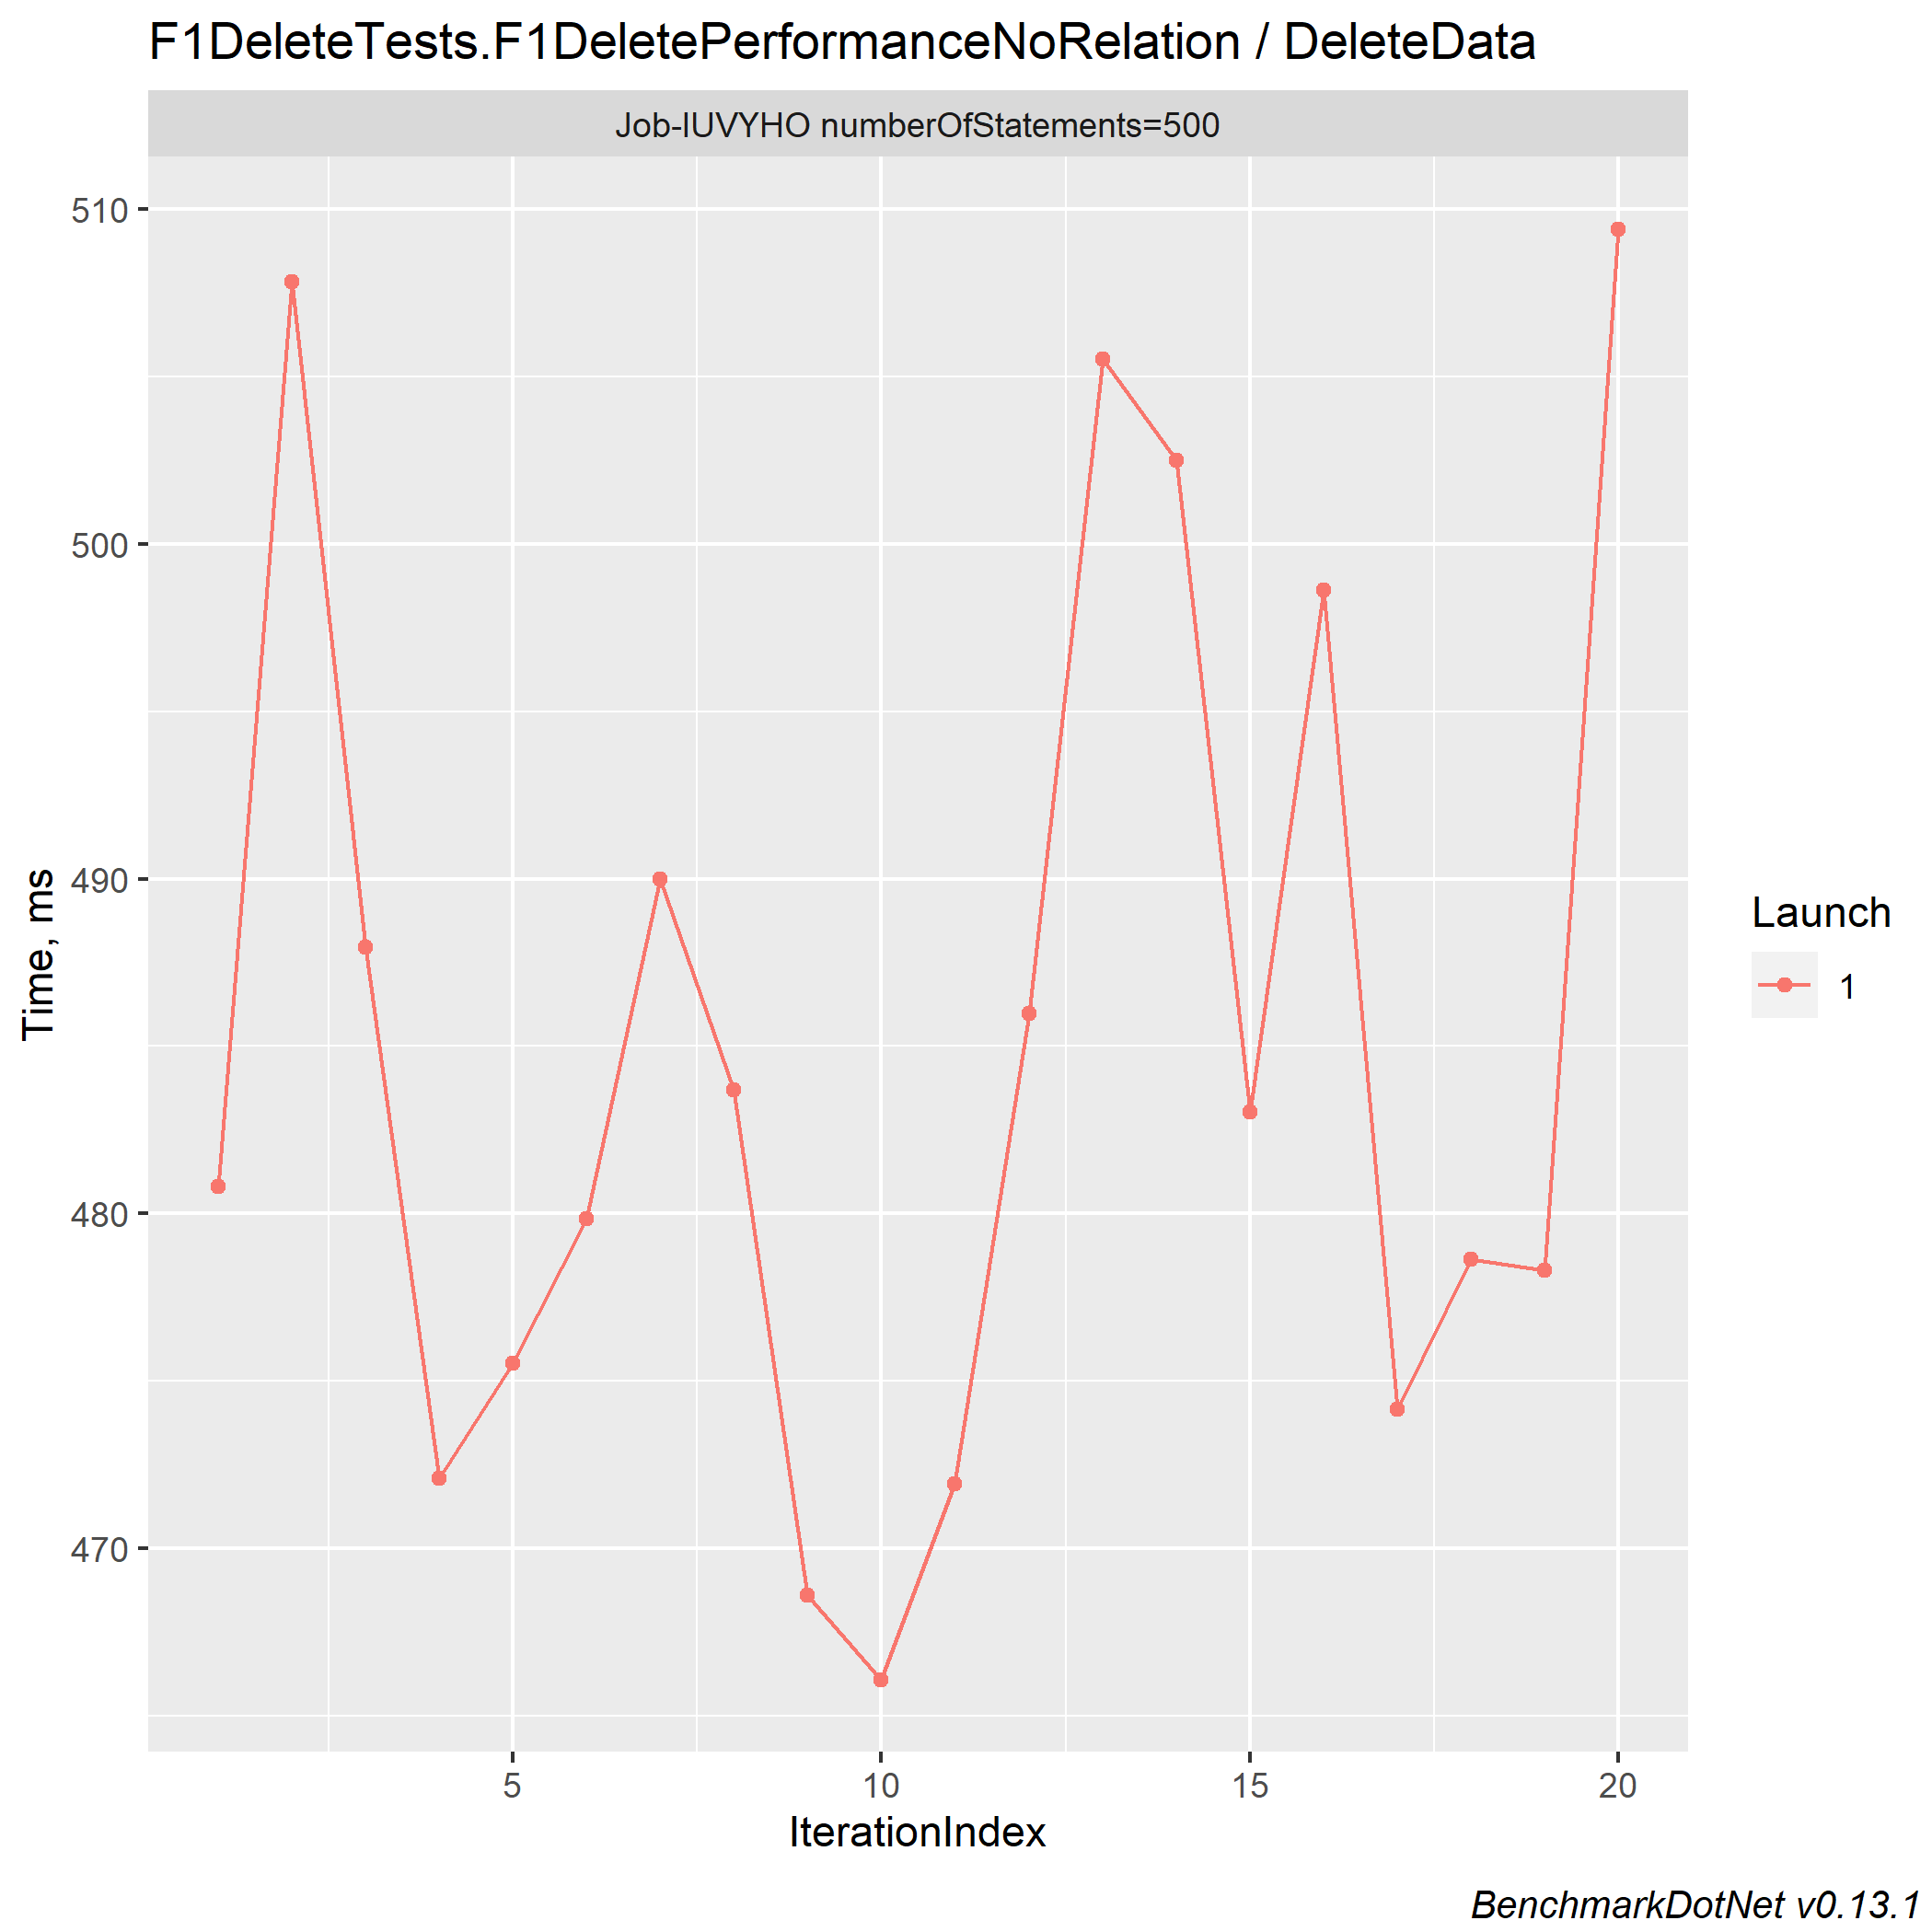 F1DeleteTests.F1DeletePerformanceNoRelation / DeleteData
Job-IUVYHO numberOfStatements=500
510
500
490
480
470
Time, ms
5 10 15 20
IterationIndex
Launch
1
BenchmarkDotNet v0.13.1